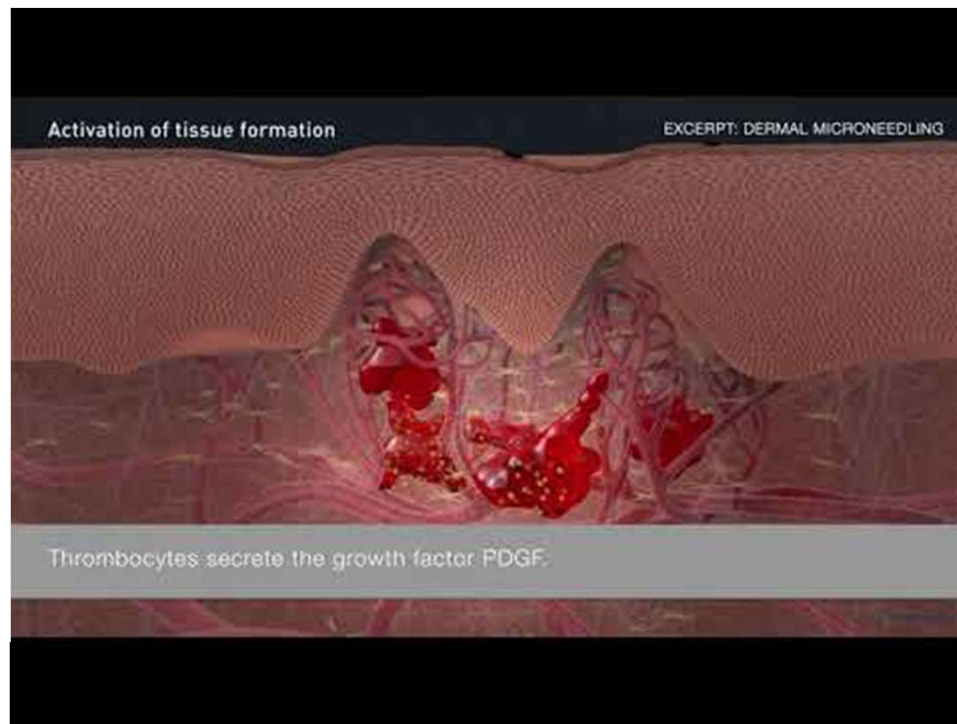 Activation of tissue formation
EXCERPT: DERMAL MICRONEEDLING
Thrombocytes secrete the growth factor PDGF.